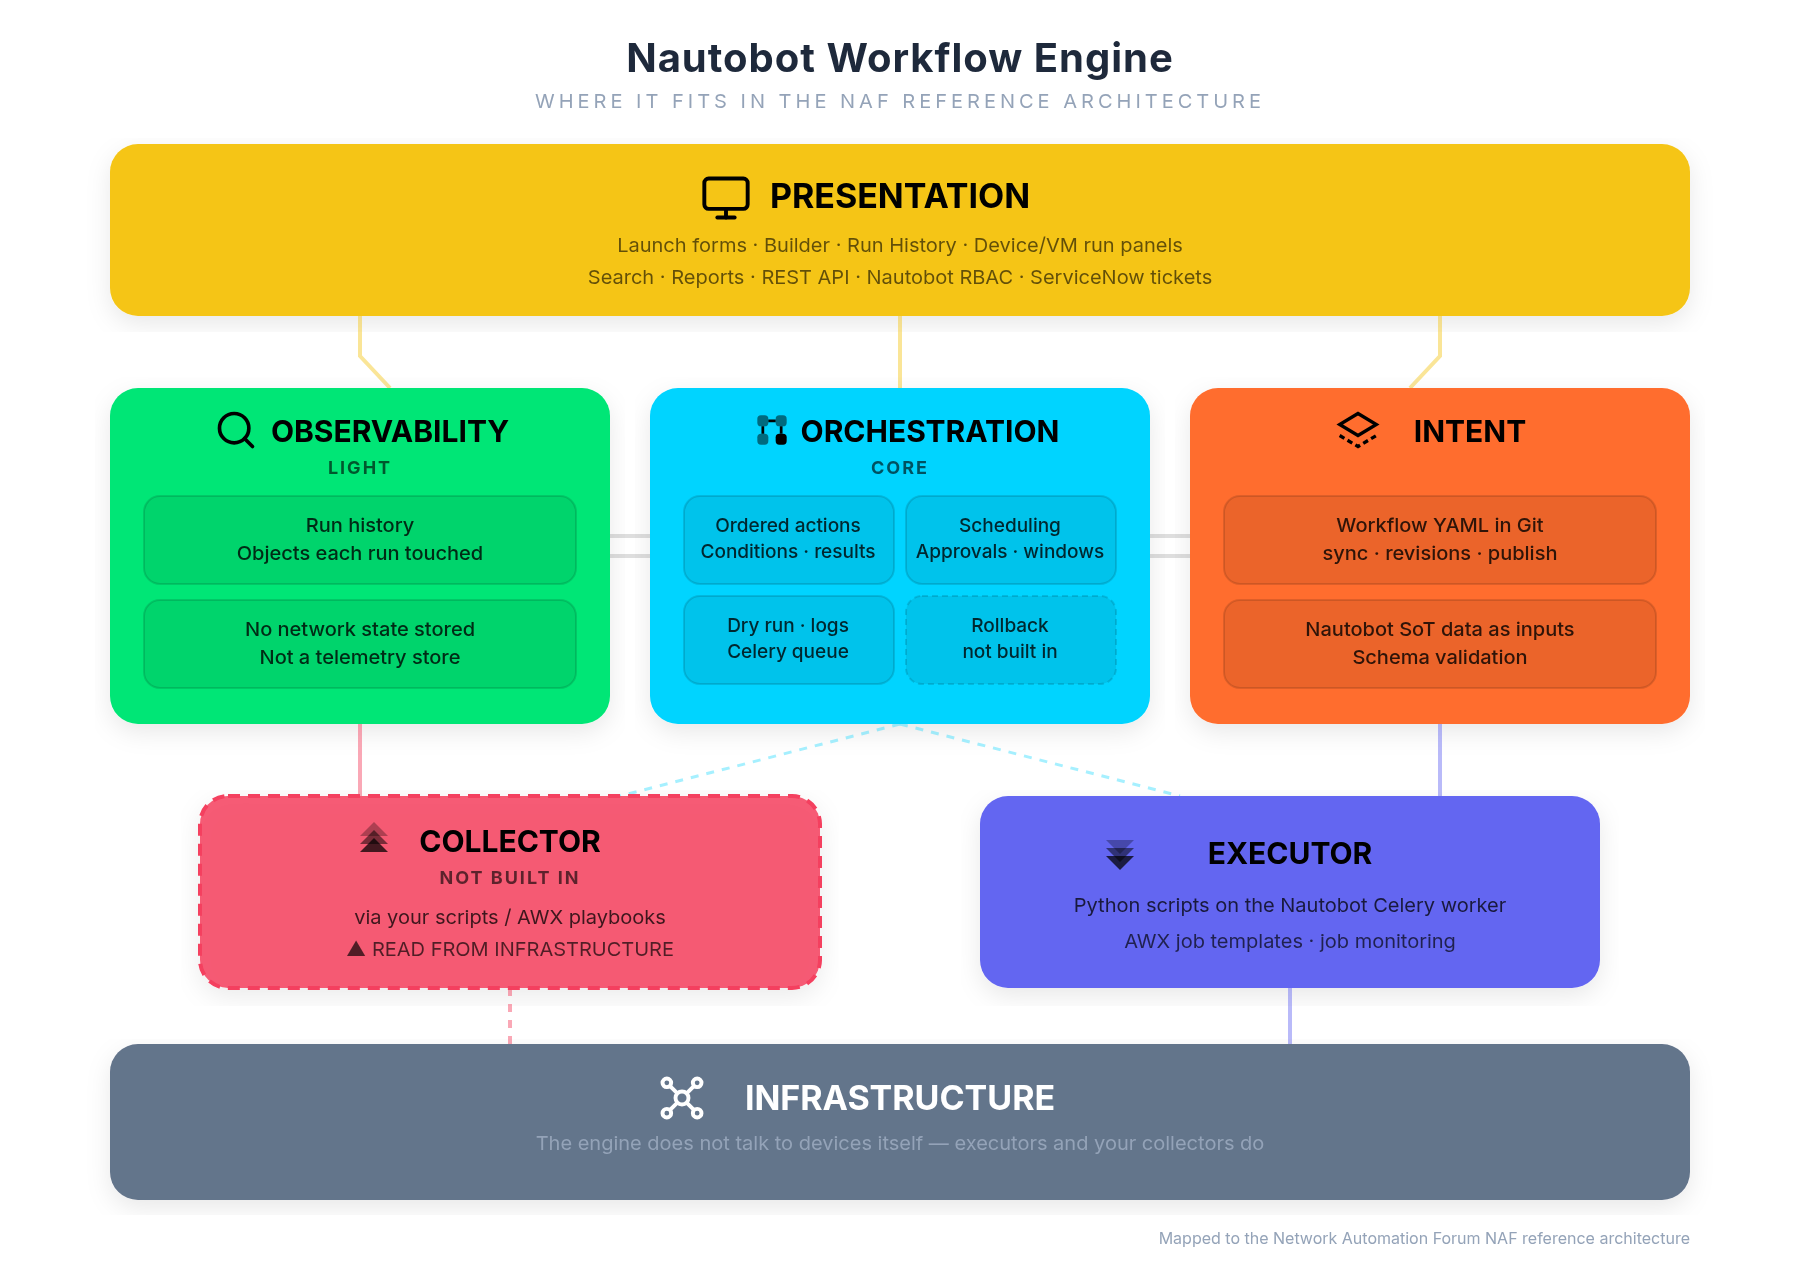 Nautobot Workflow Engine
WHERE IT FITS IN THE NAF REFERENCE ARCHITECTURE
PRESENTATION
Launch forms · Builder · Run History · Device/VM run panels
Search · Reports · REST API · Nautobot RBAC · ServiceNow tickets
OBSERVABILITY
LIGHT
Run history
Objects each run touched
No network state stored
Not a telemetry store
ORCHESTRATION
CORE
Ordered actions
Conditions · results
Scheduling
Approvals · windows
Dry run · logs
Celery queue
Rollback
not built in
INTENT
Workflow YAML in Git
sync · revisions · publish
Nautobot SoT data as inputs
Schema validation
COLLECTOR
NOT BUILT IN
via your scripts / AWX playbooks
▲ READ FROM INFRASTRUCTURE
EXECUTOR
Python scripts on the Nautobot Celery worker
AWX job templates · job monitoring
INFRASTRUCTURE
The engine does not talk to devices itself — executors and your collectors do
Mapped to the Network Automation Forum NAF reference architecture